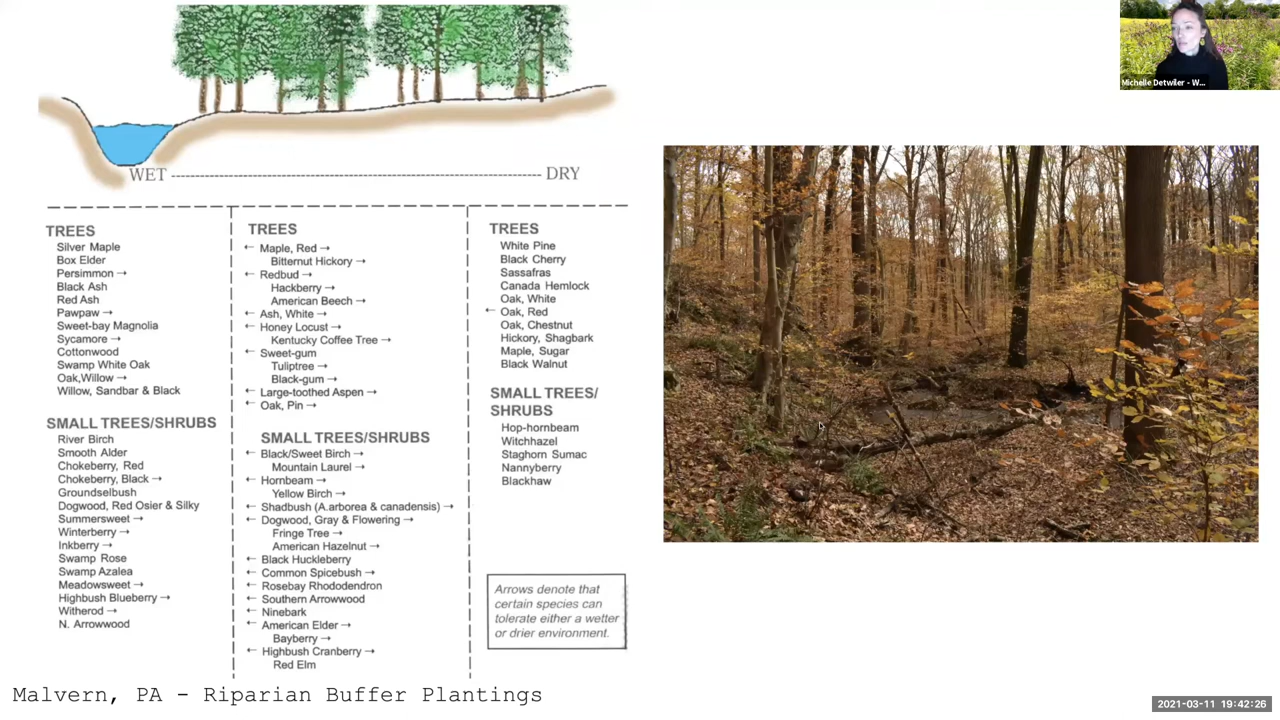 Michelle Detwiler - W...
WET DRY
TREES
Silver Maple
Box Elder
Persimmon →
Black Ash
Red Ash
Pawpaw →
Sweet-bay Magnolia
Sycamore →
Cottonwood
Swamp White Oak
Oak,Willow →
Willow, Sandbar & Black
SMALL TREES/SHRUBS
River Birch
Smooth Alder
Chokeberry, Red
Chokeberry, Black →
Groundselbush
Dogwood, Red Osier & Silky
Summersweet →
Winterberry →
Inkberry →
Swamp Rose
Swamp Azalea
Meadowsweet →
Highbush Blueberry →
Witherod →
N. Arrowwood
TREES
← Maple, Red →
Bitternut Hickory →
← Redbud →
Hackberry →
American Beech →
← Ash, White →
← Honey Locust →
Kentucky Coffee Tree →
← Sweet-gum
Tuliptree →
Black-gum →
← Large-toothed Aspen →
← Oak, Pin →
SMALL TREES/SHRUBS
← Black/Sweet Birch →
Mountain Laurel →
← Hornbeam →
Yellow Birch →
← Shadbush (A.arborea & canadensis) →
← Dogwood, Gray & Flowering →
Fringe Tree →
American Hazelnut →
← Black Huckleberry
← Common Spicebush →
← Rosebay Rhododendron
← Southern Arrowwood
← Ninebark
← American Elder →
Bayberry →
← Highbush Cranberry →
Red Elm
TREES
White Pine
Black Cherry
Sassafras
Canada Hemlock
Oak, White
← Oak, Red
Oak, Chestnut
Hickory, Shagbark
Maple, Sugar
Black Walnut
SMALL TREES/
SHRUBS
Hop-hornbeam
Witchhazel
Staghorn Sumac
Nannyberry
Blackhaw
Arrows denote that
certain species can
tolerate either a wetter
or drier environment.
Malvern, PA - Riparian Buffer Plantings
2021-03-11 19:42:26